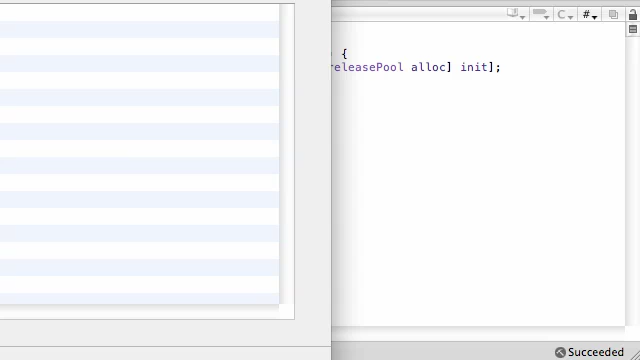 C #
) {
releasePool alloc] init];
Succeeded